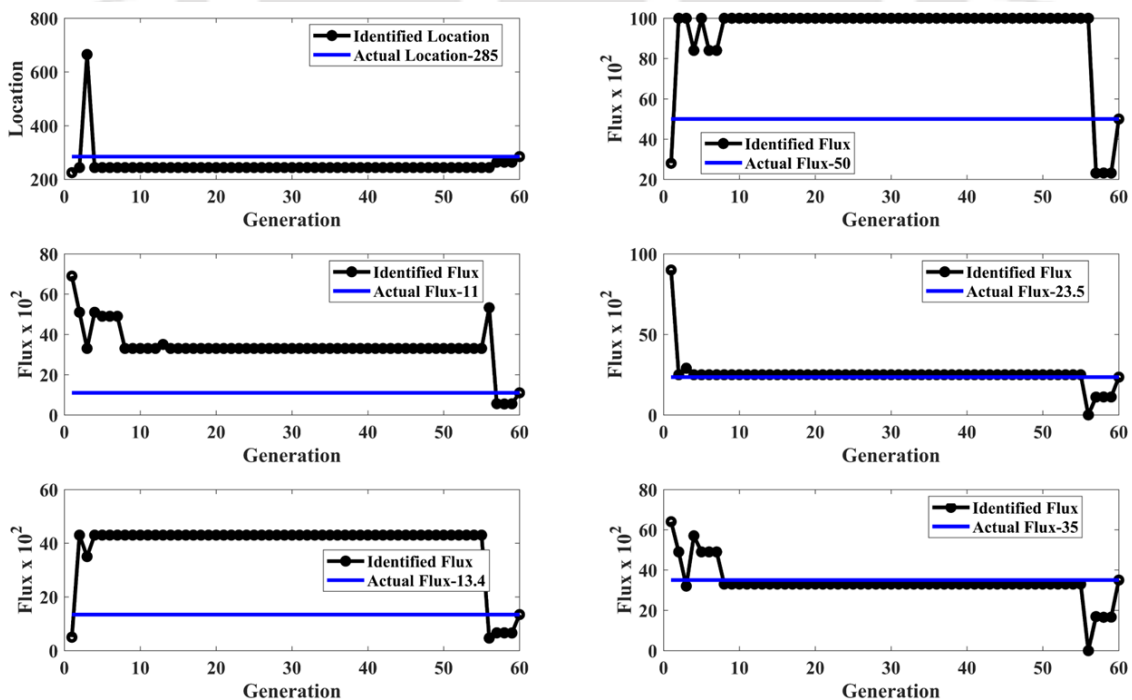 800
600
400
200
Location
Identified Location
Actual Location-285
0 10 20 30 40 50 60
Generation
100
80
60
40
20
Flux x 10²
Identified Flux
Actual Flux-50
0 10 20 30 40 50 60
Generation
80
60
40
20
0
Flux x 10²
Identified Flux
Actual Flux-11
0 10 20 30 40 50 60
Generation
100
50
0
Flux x 10²
Identified Flux
Actual Flux-23.5
0 10 20 30 40 50 60
Generation
60
40
20
0
Flux x 10²
Identified Flux
Actual Flux-13.4
0 10 20 30 40 50 60
Generation
80
60
40
20
0
Flux x 10²
Identified Flux
Actual Flux-35
0 10 20 30 40 50 60
Generation